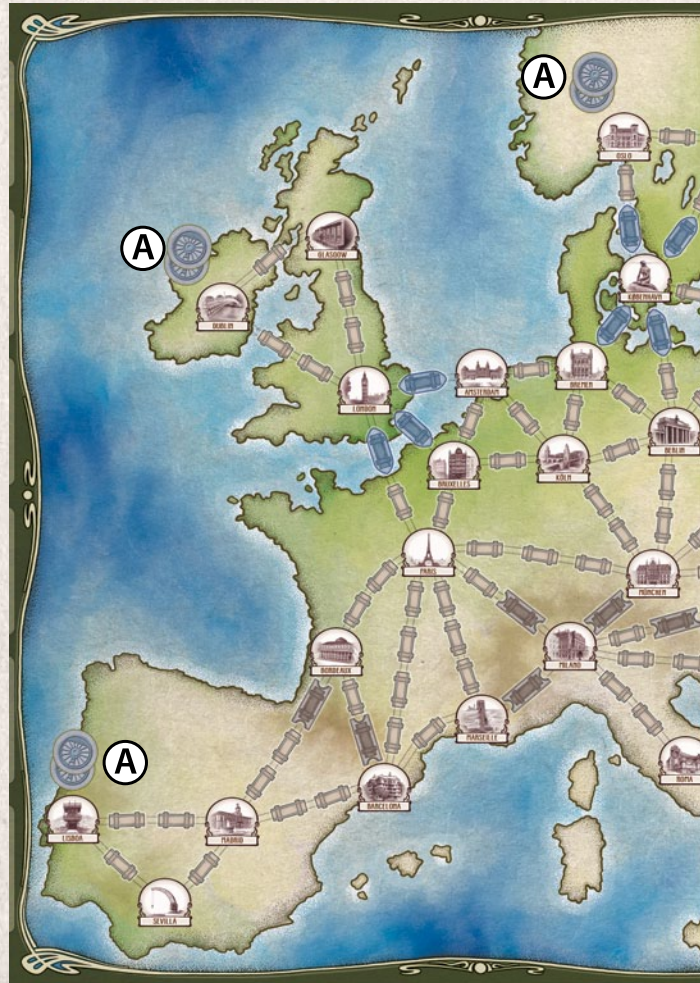 A
OSLO
A
GLASGOW
DUBLIN
KØBENHAVN
AMSTERDAM
BREMEN
LONDON
BERLIN
BRUXELLES
KÖLN
PARIS
MÜNCHEN
BORDEAUX
MILANO
MARSEILLE
ROMA
A
BARCELONA
LISBOA
MADRID
SEVILLA